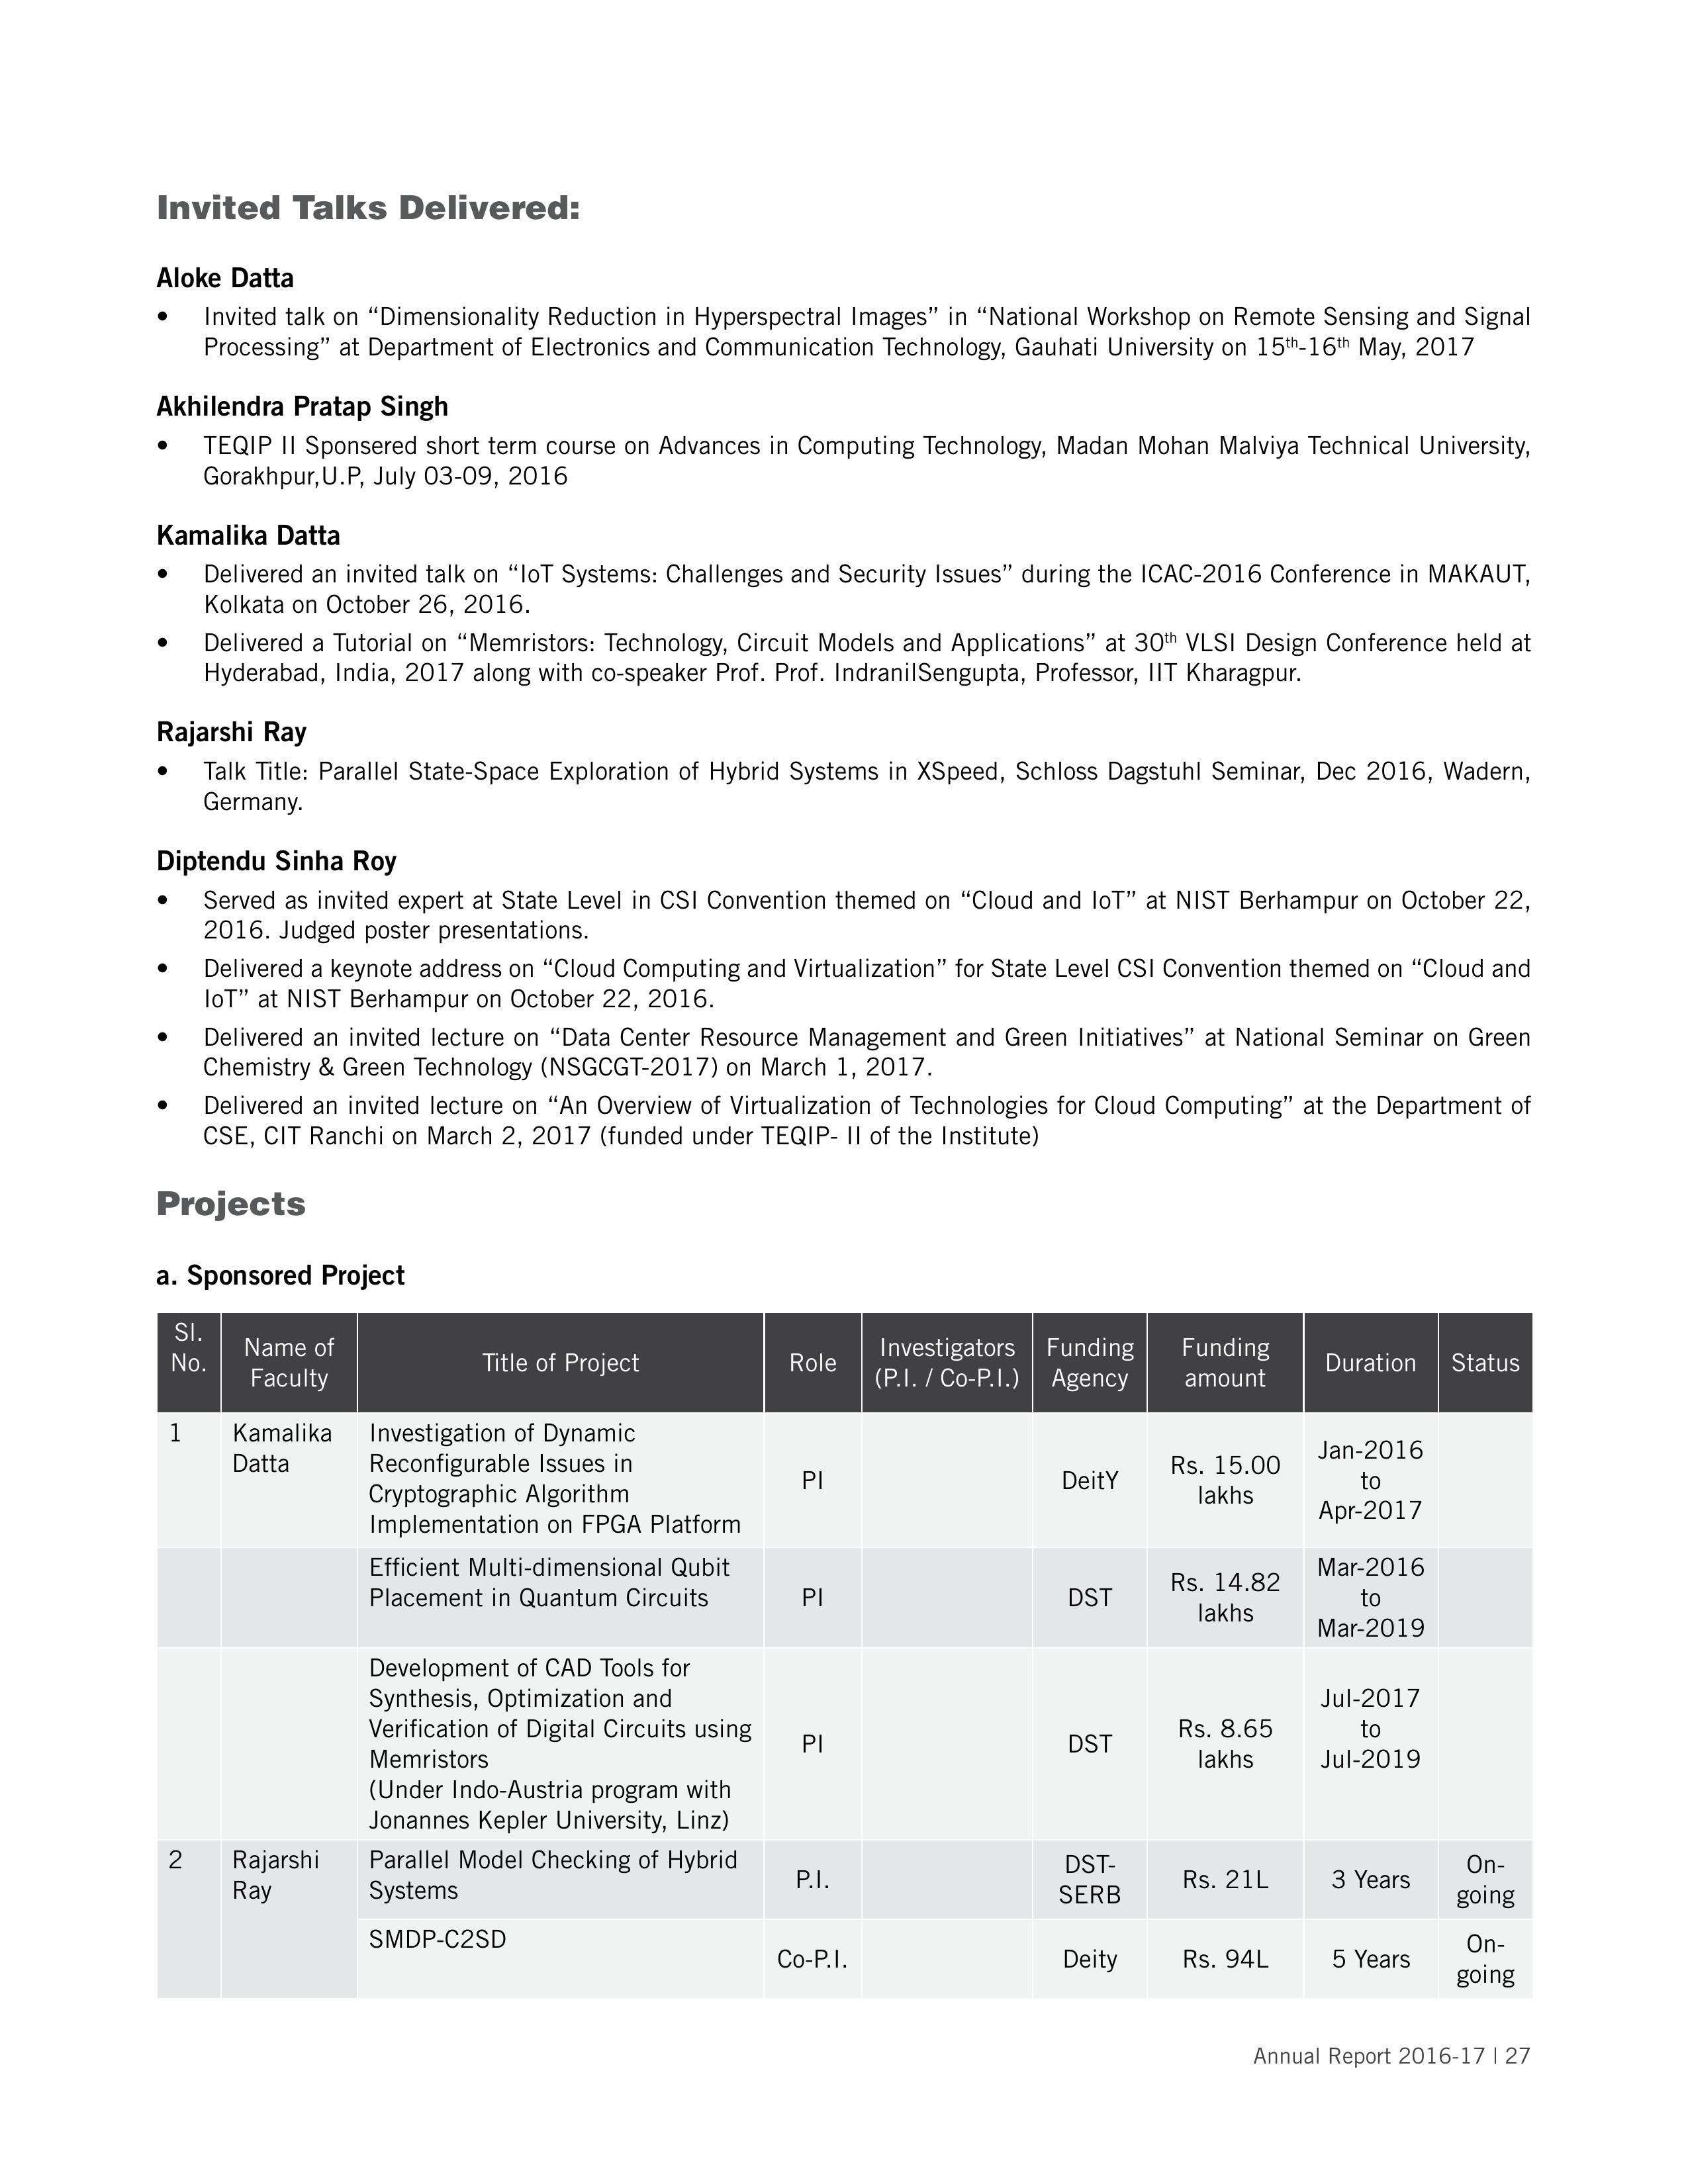 Invited Talks Delivered:
Aloke Datta
• Invited talk on “Dimensionality Reduction in Hyperspectral Images” in “National Workshop on Remote Sensing and Signal
Processing” at Department of Electronics and Communication Technology, Gauhati University on 15th-16th May, 2017
Akhilendra Pratap Singh
• TEQIP II Sponsered short term course on Advances in Computing Technology, Madan Mohan Malviya Technical University,
Gorakhpur,U.P, July 03-09, 2016
Kamalika Datta
• Delivered an invited talk on “IoT Systems: Challenges and Security Issues” during the ICAC-2016 Conference in MAKAUT,
Kolkata on October 26, 2016.
• Delivered a Tutorial on “Memristors: Technology, Circuit Models and Applications” at 30th VLSI Design Conference held at
Hyderabad, India, 2017 along with co-speaker Prof. Prof. IndranilSengupta, Professor, IIT Kharagpur.
Rajarshi Ray
• Talk Title: Parallel State-Space Exploration of Hybrid Systems in XSpeed, Schloss Dagstuhl Seminar, Dec 2016, Wadern,
Germany.
Diptendu Sinha Roy
• Served as invited expert at State Level in CSI Convention themed on “Cloud and IoT” at NIST Berhampur on October 22,
2016. Judged poster presentations.
• Delivered a keynote address on “Cloud Computing and Virtualization” for State Level CSI Convention themed on “Cloud and
IoT” at NIST Berhampur on October 22, 2016.
• Delivered an invited lecture on “Data Center Resource Management and Green Initiatives” at National Seminar on Green
Chemistry & Green Technology (NSGCGT-2017) on March 1, 2017.
• Delivered an invited lecture on “An Overview of Virtualization of Technologies for Cloud Computing” at the Department of
CSE, CIT Ranchi on March 2, 2017 (funded under TEQIP- II of the Institute)
Projects
a. Sponsored Project
Sl.
No.
Name of
Faculty
Title of Project
Role
Investigators
(P.I. / Co-P.I.)
Funding
Agency
Funding
amount
Duration
Status
1
Kamalika
Datta
Investigation of Dynamic
Reconfigurable Issues in
Cryptographic Algorithm
Implementation on FPGA Platform
PI
DeitY
Rs. 15.00
lakhs
Jan-2016
to
Apr-2017
Efficient Multi-dimensional Qubit
Placement in Quantum Circuits
PI
DST
Rs. 14.82
lakhs
Mar-2016
to
Mar-2019
Development of CAD Tools for
Synthesis, Optimization and
Verification of Digital Circuits using
Memristors
(Under Indo-Austria program with
Jonannes Kepler University, Linz)
PI
DST
Rs. 8.65
lakhs
Jul-2017
to
Jul-2019
2
Rajarshi
Ray
Parallel Model Checking of Hybrid
Systems
P.I.
DST-
SERB
Rs. 21L
3 Years
On-
going
SMDP-C2SD
Co-P.I.
Deity
Rs. 94L
5 Years
On-
going
Annual Report 2016-17 | 27